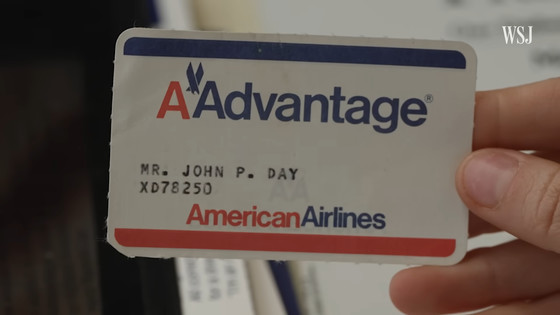 WSJ
AAdvantage®
MR. JOHN P. DAY
XD78250
AmericanAirlines